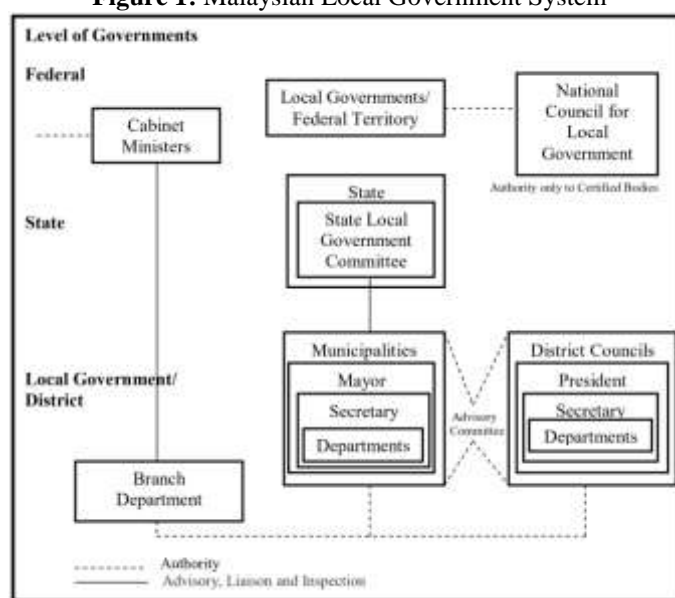 Figure 1: Malaysian Local Government System
Level of Governments
Federal
Cabinet
Ministers
Local Governments/
Federal Territory
National
Council for
Local
Government
Authority only to Certified Bodies
State
State
State Local
Government
Committee
Local Government/
District
Municipalities
Mayor
Secretary
Departments
Advisory
Committee
District Councils
President
Secretary
Departments
Branch
Department
Authority
Advisory, Liaison and Inspection